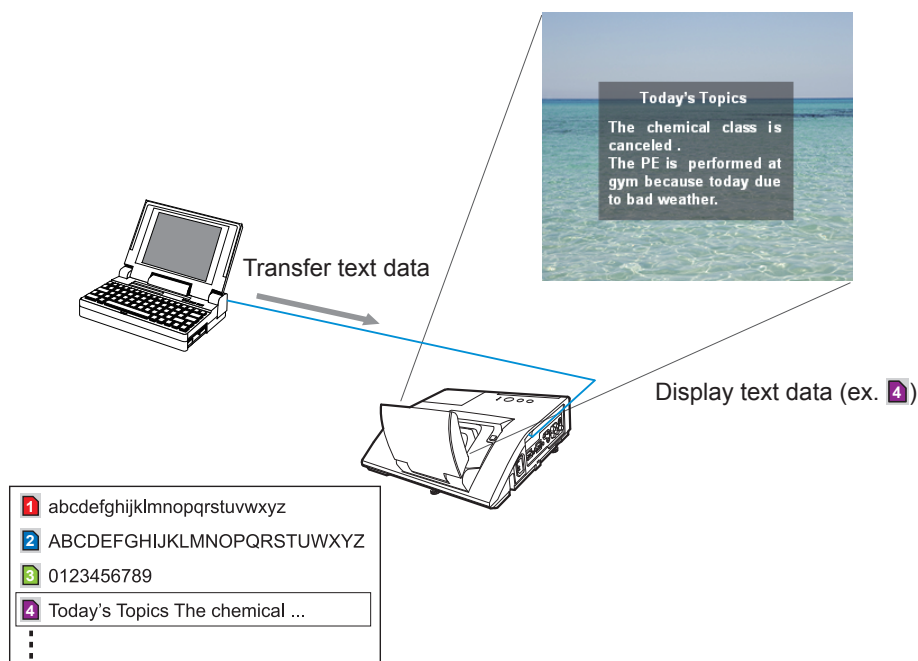 Today's Topics
The chemical class is
canceled .
The PE is performed at
gym because today due
to bad weather.
Transfer text data
Display text data (ex. 4)
1 abcdefghijklmnopqrstuvwxyz
2 ABCDEFGHIJKLMNOPQRSTUWXYZ
3 0123456789
4 Today’s Topics The chemical ...